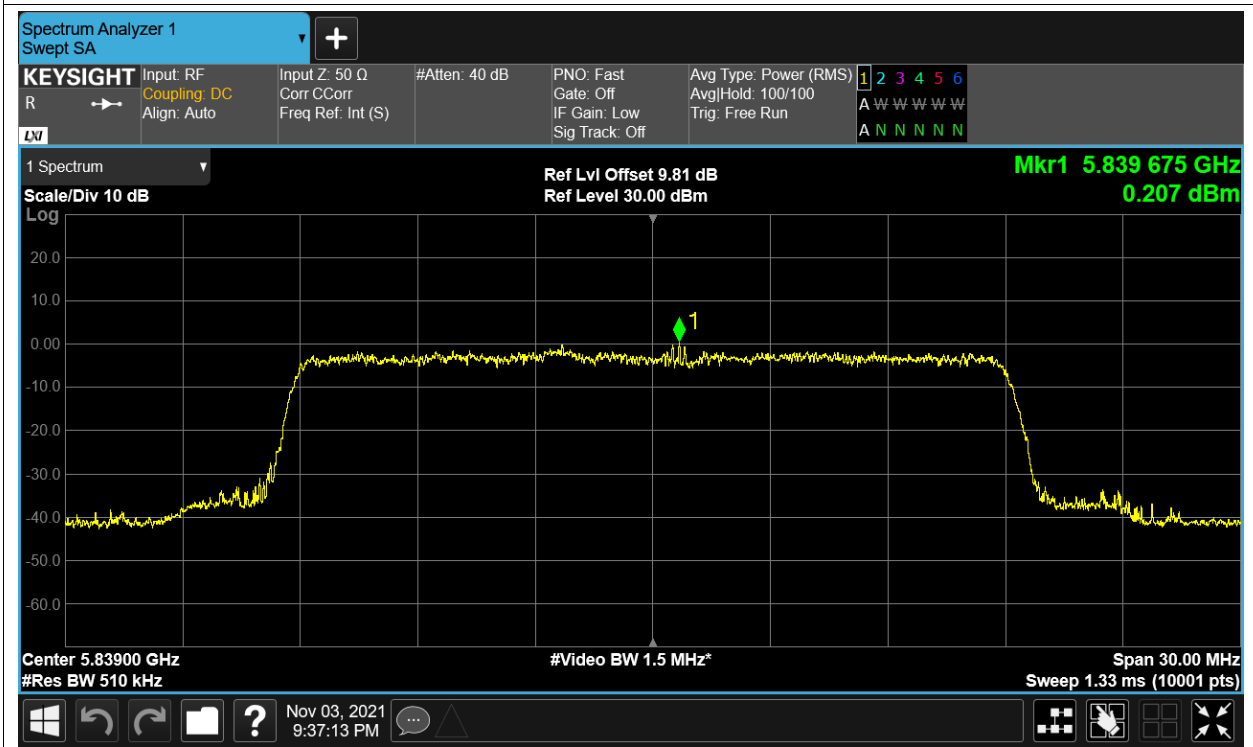 Spectrum Analyzer 1
Swept SA
KEYSIGHT
R
LXI
Input: RF
Coupling: DC
Align: Auto
Input Z: 50 Ω
Corr CCorr
Freq Ref: Int (S)
#Atten: 40 dB
PNO: Fast
Gate: Off
IF Gain: Low
Sig Track: Off
Avg Type: Power (RMS)
Avg|Hold: 100/100
Trig: Free Run
1 2 3 4 5 6
A W W W W W
A N N N N N
1 Spectrum
Scale/Div 10 dB
Ref Lvl Offset 9.81 dB
Ref Level 30.00 dBm
Mkr1 5.839 675 GHz
0.207 dBm
Log
20.0
10.0
0.00
-10.0
-20.0
-30.0
-40.0
-50.0
-60.0
1
Center 5.83900 GHz
#Res BW 510 kHz
#Video BW 1.5 MHz*
Span 30.00 MHz
Sweep 1.33 ms (10001 pts)
?
Nov 03, 2021
9:37:13 PM